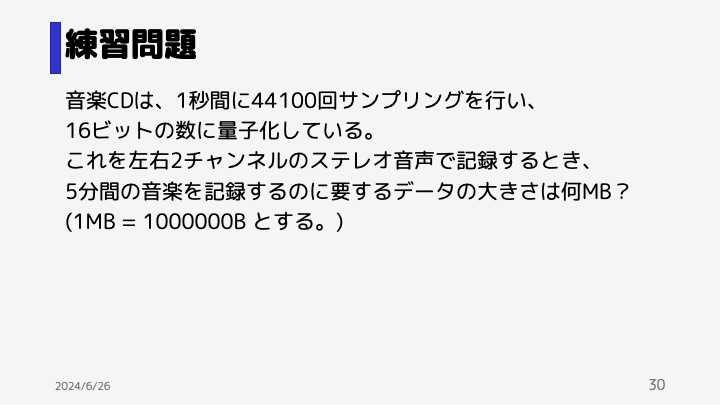 練習問題
音楽CDは、1秒間に44100回サンプリングを行い、
16ビットの数に量子化している。
これを左右2チャンネルのステレオ音声で記録するとき、
5分間の音楽を記録するのに要するデータの大きさは何MB？
(1MB = 1000000B とする。)
2024/6/26
30